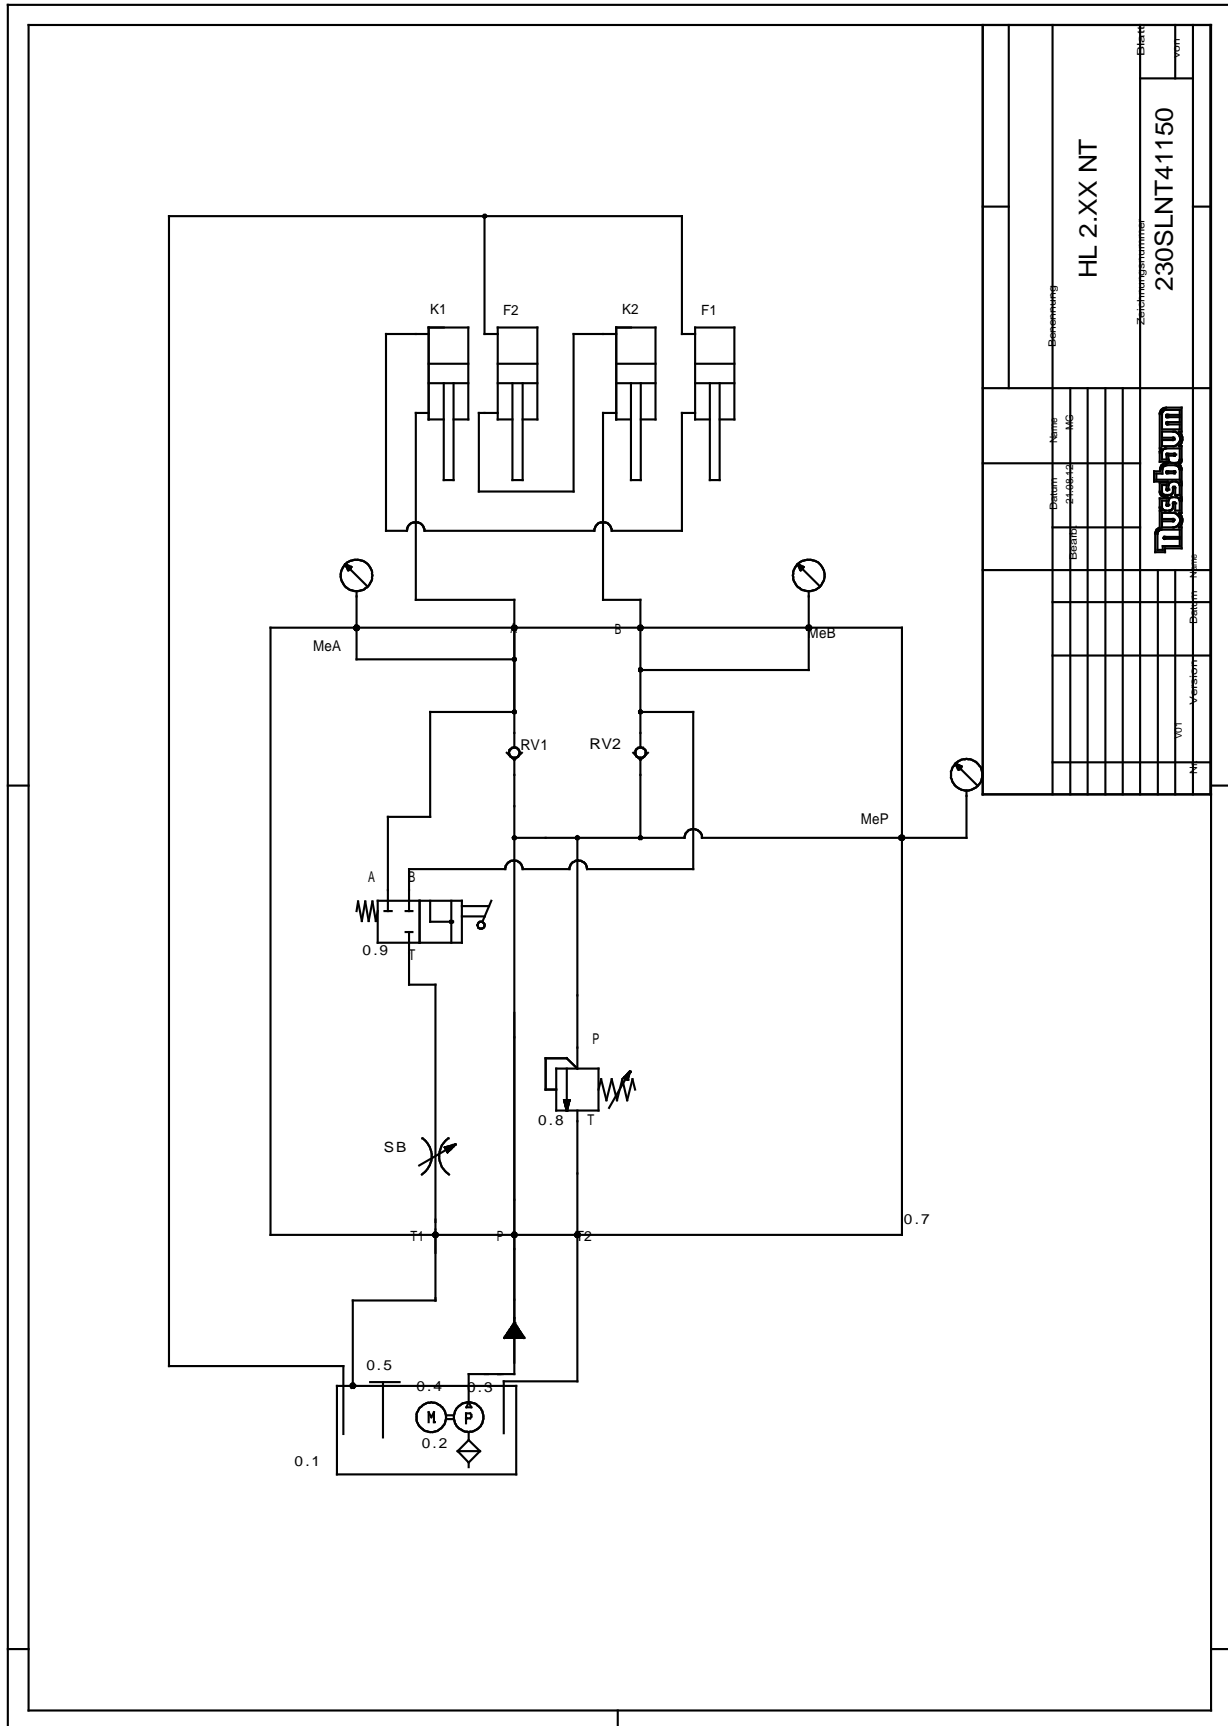 K1
F2
K2
F1
MeA
A
B
MeB
RV1
RV2
MeP
A
B
0.9
T
P
0.8
T
SB
T1
P
T2
0.7
0.5
0.4
0.3
M
P
0.2
0.1
Blatt
von
HL 2.XX NT
230SLNT41150
Zeichnungsnummer
Benennung
Name
MG
Datum
21.08.12
Bearb.
Nussbaum
Name
Datum
Version
V01
Nr.